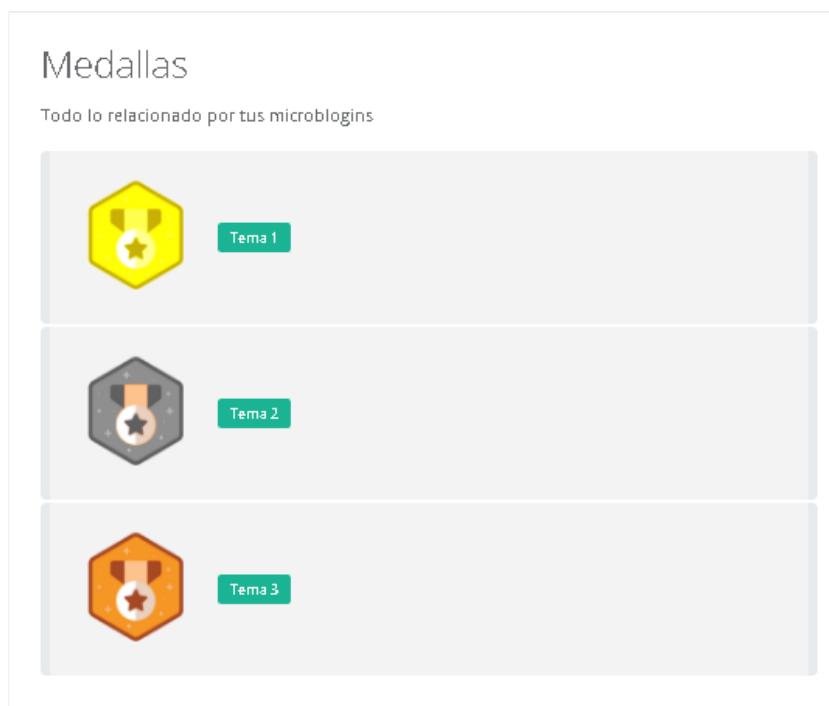 Medallas
Todo lo relacionado por tus microblogins
Tema 1
Tema 2
Tema 3